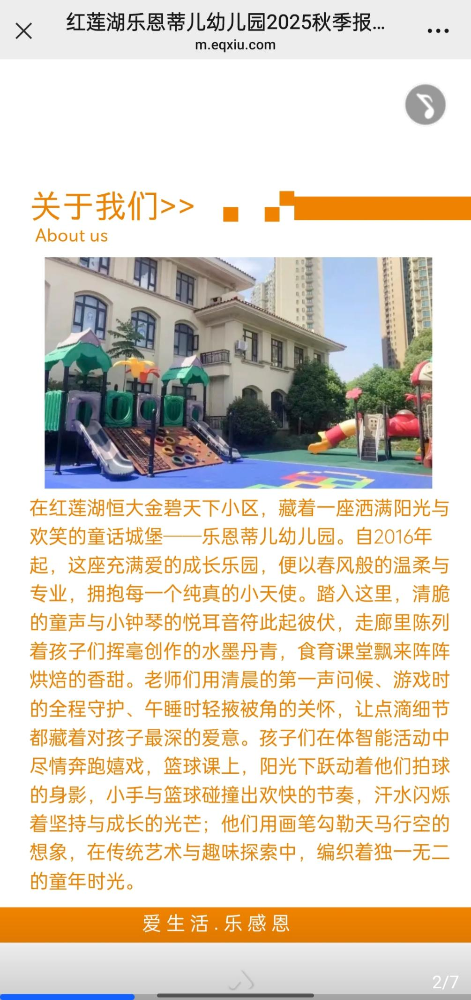 红莲湖乐恩蒂儿幼儿园2025秋季报...
m.eqxiu.com
关于我们>>
About us
在红莲湖恒大金碧天下小区，藏着一座洒满阳光与
欢笑的童话城堡——乐恩蒂儿幼儿园。自2016年
起，这座充满爱的成长乐园，便以春风般的温柔与
专业，拥抱每一个纯真的小天使。踏入这里，清脆
的童声与小钟琴的悦耳音符此起彼伏，走廊里陈列
着孩子们挥毫创作的水墨丹青，食育课堂飘来阵阵
烘焙的香甜。老师们用清晨的第一声问候、游戏时
的全程守护、午睡时轻掖被角的关怀，让点滴细节
都藏着对孩子最深的爱意。孩子们在体智能活动中
尽情奔跑嬉戏，篮球课上，阳光下跃动着他们拍球
的身影，小手与篮球碰撞出欢快的节奏，汗水闪烁
着坚持与成长的光芒；他们用画笔勾勒天马行空的
想象，在传统艺术与趣味探索中，编织着独一无二
的童年时光。
爱生活.乐感恩
2/7